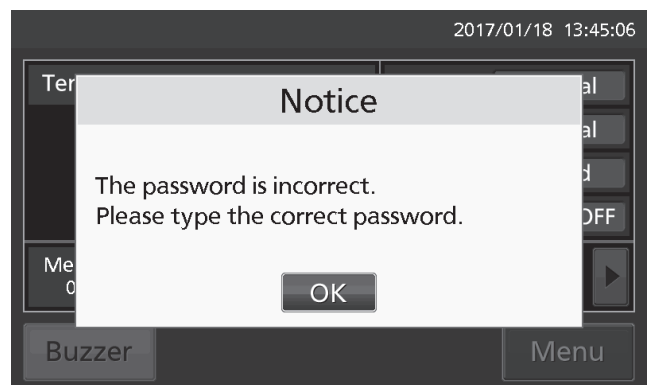 2017/01/18 13:45:06
Notice
The password is incorrect.
Please type the correct password.
OK
OFF
Buzzer
Menu